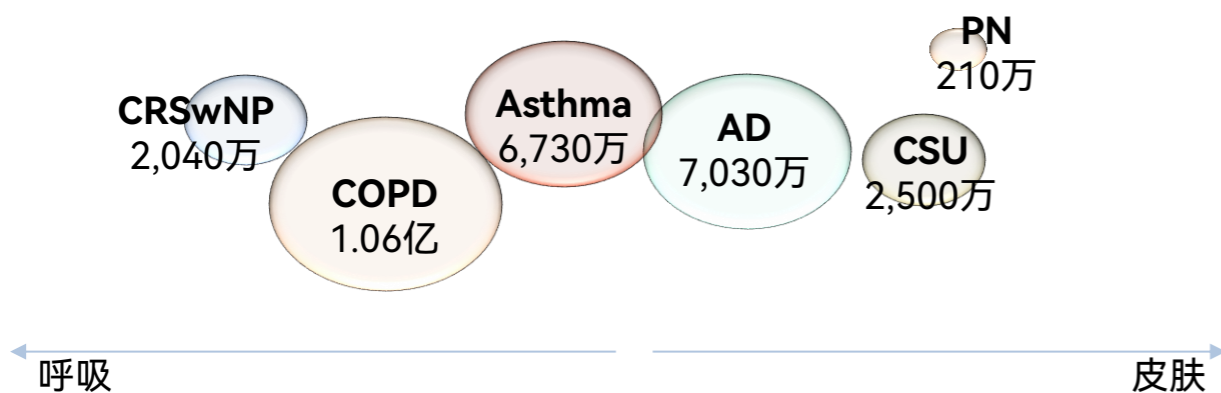 CRSwNP
2,040万
COPD
1.06亿
Asthma
6,730万
AD
7,030万
PN
210万
CSU
2,500万
呼吸
皮肤